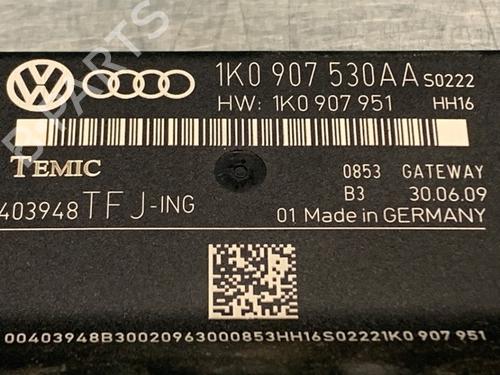 1K0 907 530AA S0222
HW: 1K0 907 951 HH16
TEMIC
0853 GATEWAY
B3 30.06.09
403948 TFJ-ING
01 Made in GERMANY
00403948B30020963000853HH16S02221K0 907 951
B-PARTS